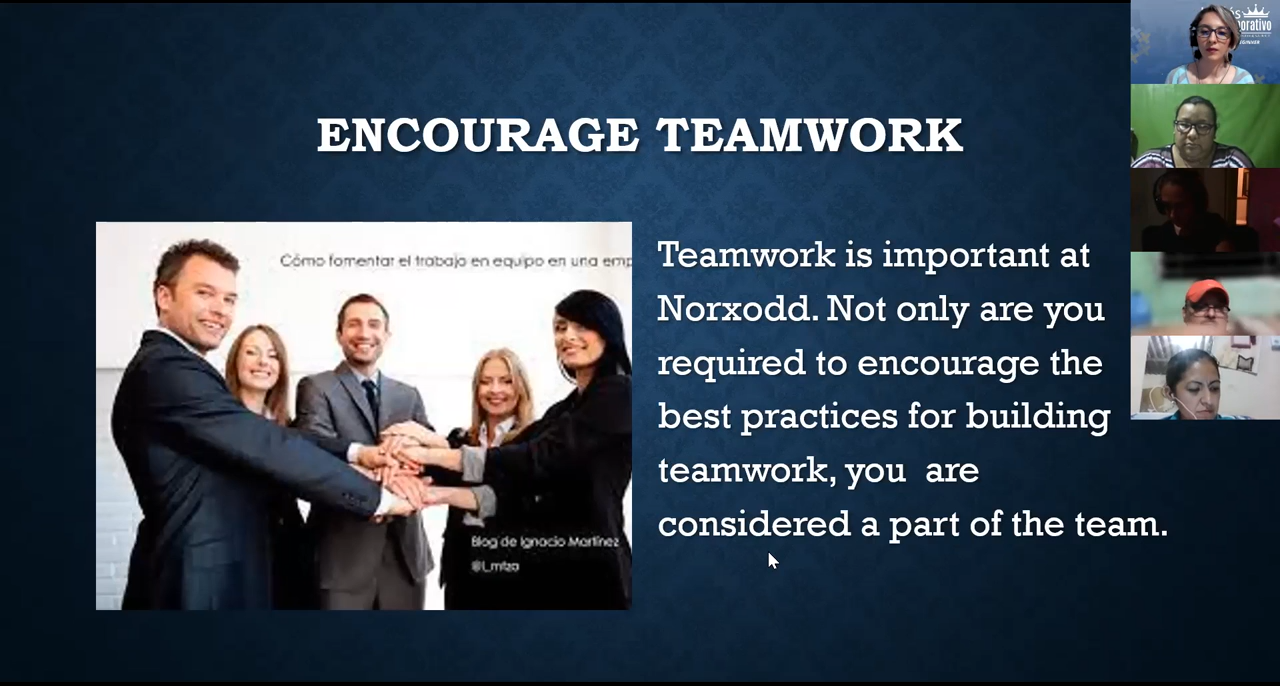 ENCOURAGE TEAMWORK
Cómo fomentar el trabajo en equipo en una emp
Teamwork is important at
Norxodd. Not only are you
required to encourage the
best practices for building
teamwork, you  are
considered a part of the team.
Blog de Ignacio Martínez
@I_mtza